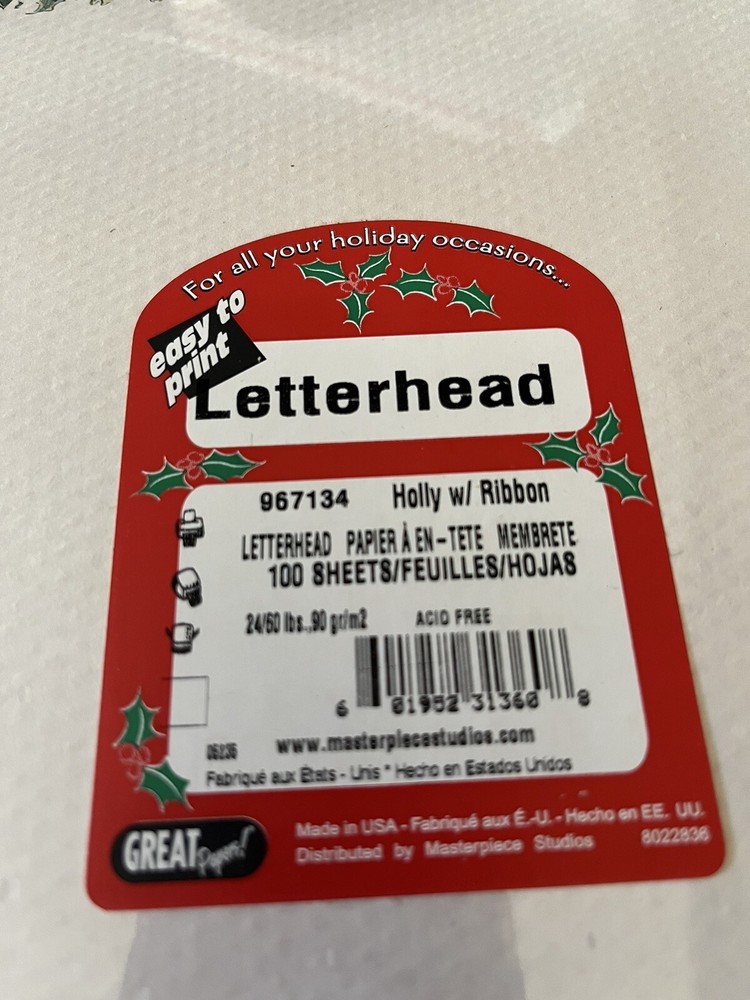 For all your holiday occasions...
easy to
print
Letterhead
967134 Holly w/ Ribbon
LETTERHEAD PAPIER À EN-TETE MEMBRETE
100 SHEETS/FEUILLES/HOJAS
24/60 lbs.,90 gr/m2 ACID FREE
6 01952 31360 8
www.masterpiecestudios.com
Fabriqué aux États - Unis * Hecho en Estados Unidos
GREAT Papers!
Made in USA - Fabriqué aux É.-U. - Hecho en EE. UU.
Distributed by Masterpiece Studios 8022836